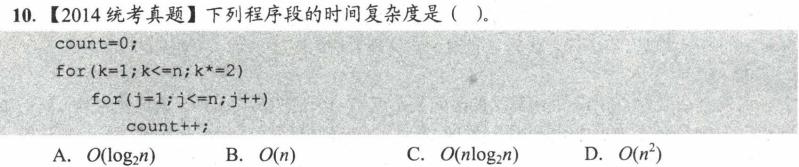 10. 【2014 统考真题】下列程序段的时间复杂度是（ ）。
count=0;
for(k=1;k<=n;k*=2)
for(j=1;j<=n;j++)
count++;
A. O(log₂n) B. O(n) C. O(nlog₂n) D. O(n²)